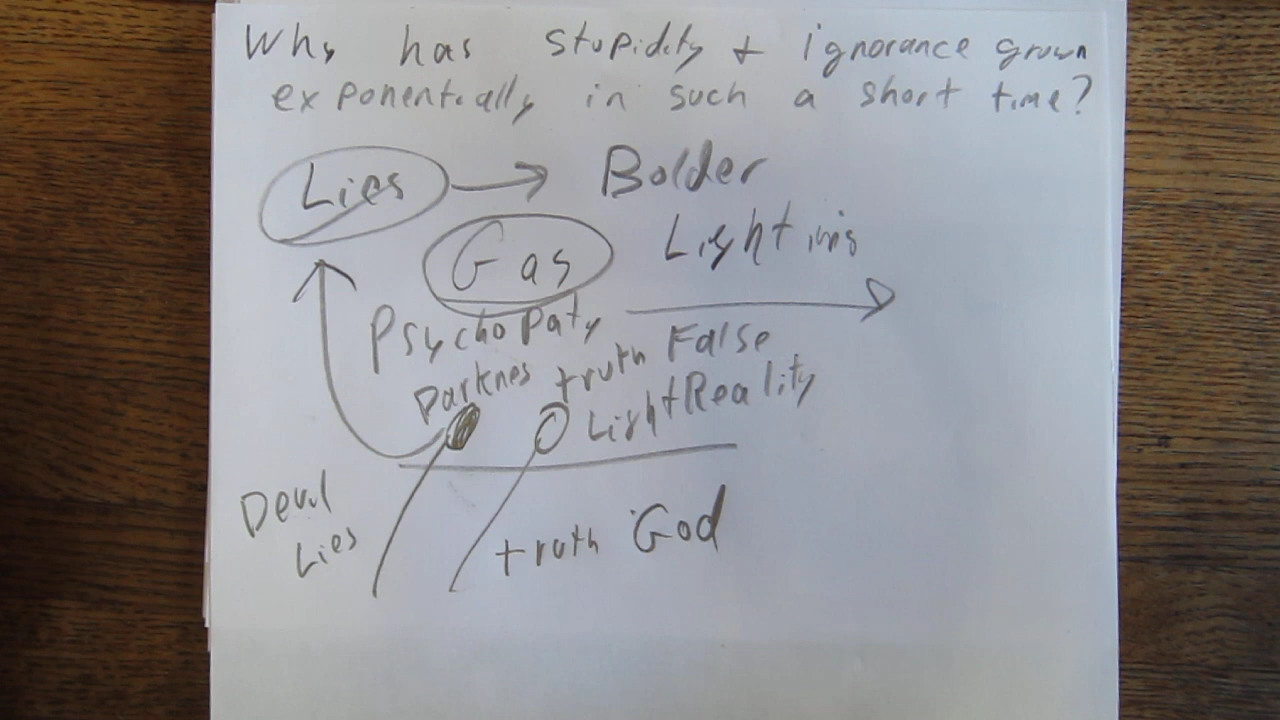 Why has stupidity + ignorance grown
exponentially in such a short time?
Lies → Bolder
Gas Lighting
Psychopaty
Darknes truth False
Light Reality
Devil
Lies
truth God